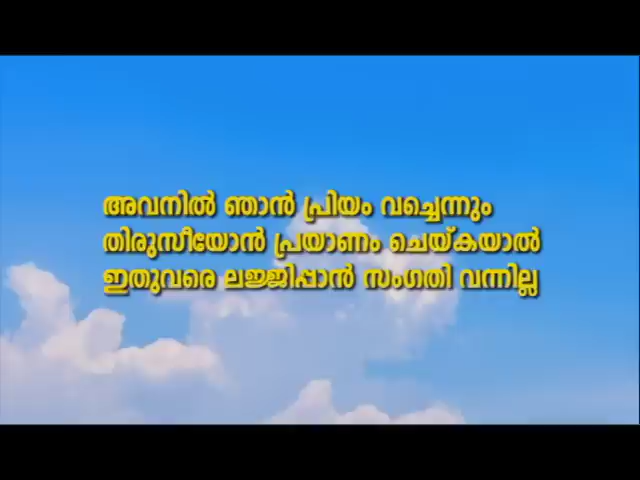 അവനിൽ ഞാൻ പ്രിയം വച്ചെന്നും
തിരുസീയോൻ പ്രയാണം ചെയ്കയാൽ
ഇതുവരെ ലജ്ജിപ്പാൻ സംഗതി വന്നില്ല